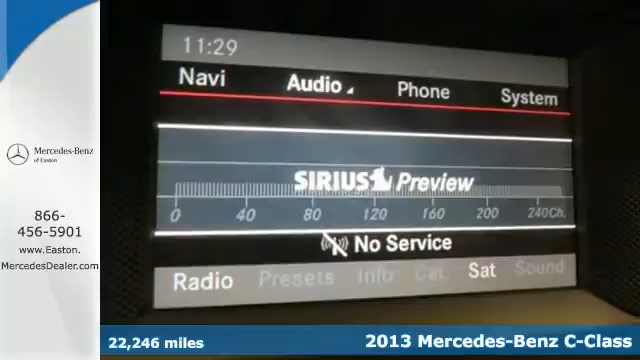 11:29
Navi Audio Phone System
SIRIUS Preview
0 40 80 120 160 200 240Ch.
No Service
Radio Presets Info Cat. Sat Sound
Mercedes-Benz
of Easton
866-
456-5901
www.Easton.
MercedesDealer.com
22,246 miles
2013 Mercedes-Benz C-Class